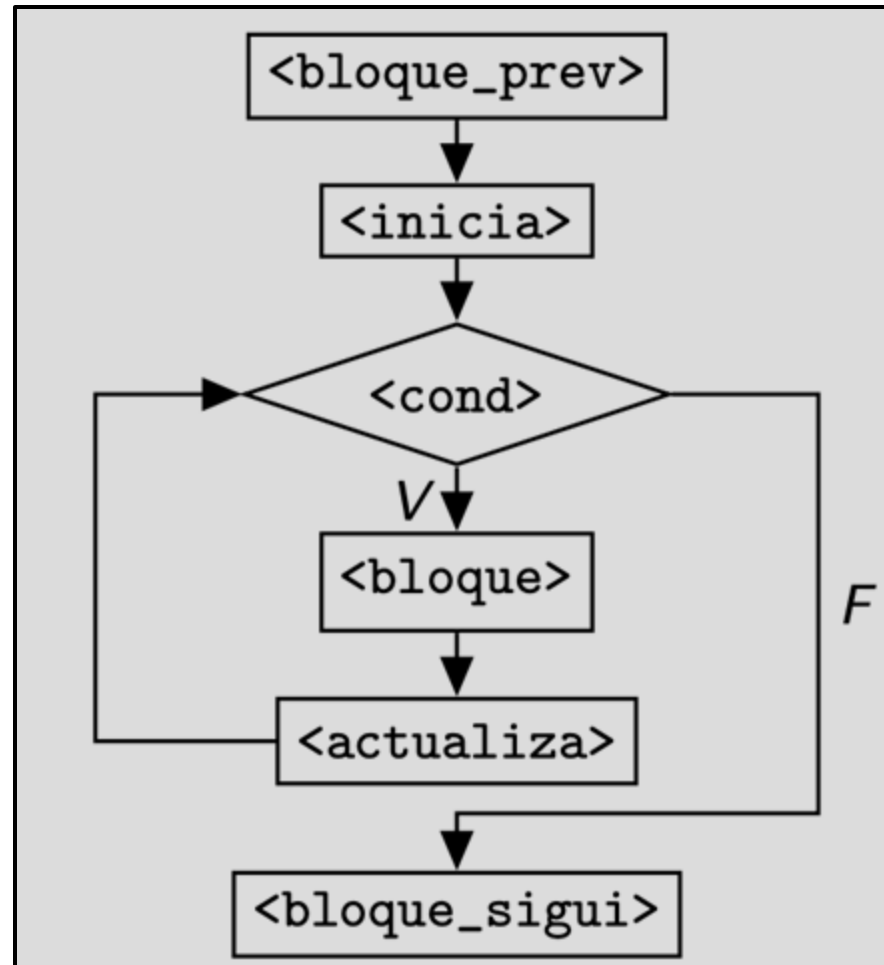 <bloque_prev>
<inicia>
<cond>
V
<bloque>
F
<actualiza>
<bloque_sigui>